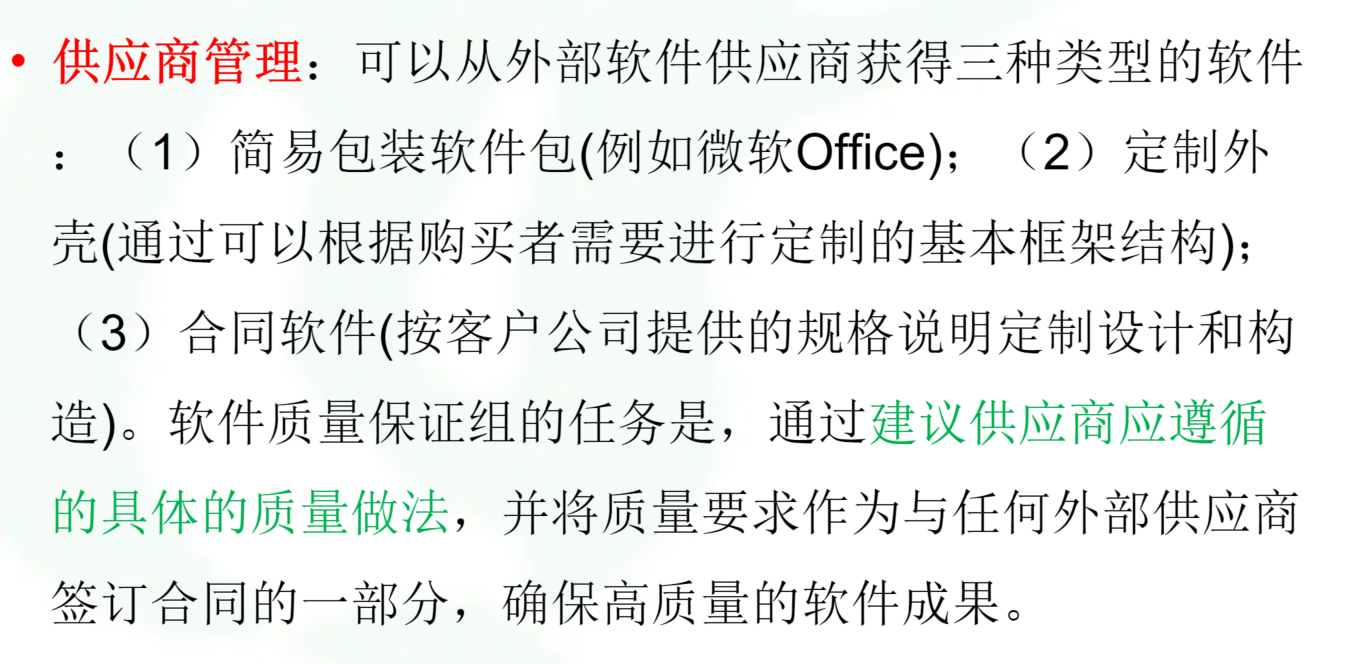 • 供应商管理：可以从外部软件供应商获得三种类型的软件
：（1）简易包装软件包(例如微软Office)；（2）定制外
壳(通过可以根据购买者需要进行定制的基本框架结构)；
（3）合同软件(按客户公司提供的规格说明定制设计和构
造)。软件质量保证组的任务是，通过建议供应商应遵循
的具体的质量做法，并将质量要求作为与任何外部供应商
签订合同的一部分，确保高质量的软件成果。